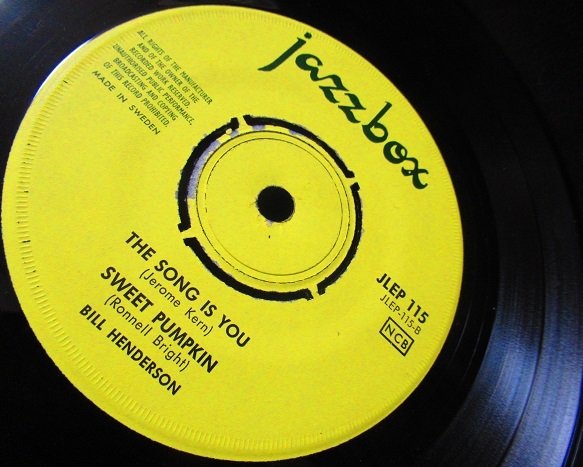 jazzbox
ALL RIGHTS OF THE MANUFACTURER
AND OF THE OWNER OF THE
RECORDED WORK RESERVED.
UNAUTHORISED PUBLIC PERFORMANCE,
BROADCASTING AND COPYING
OF THIS RECORD PROHIBITED.
MADE IN SWEDEN
JLEP 115
JLEP-115-B
NCB
THE SONG IS YOU
(Jerome Kern)
SWEET PUMPKIN
(Ronnell Bright)
BILL HENDERSON